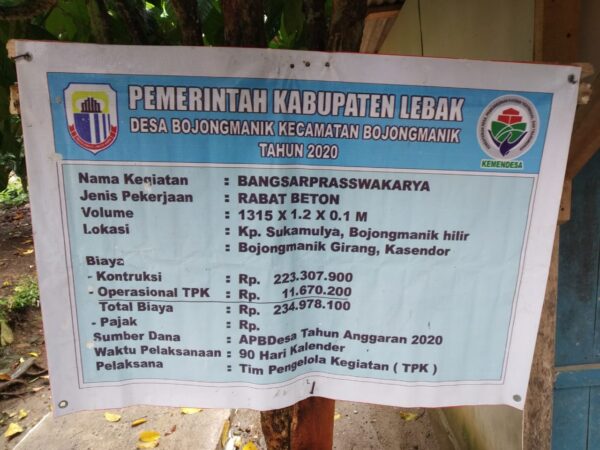 PEMERINTAH KABUPATEN LEBAK
DESA BOJONGMANIK KECAMATAN BOJONGMANIK
TAHUN 2020
KEMENDESA
Nama Kegiatan : BANGSARPRASSWAKARYA
Jenis Pekerjaan : RABAT BETON
Volume : 1315 X 1.2 X 0.1 M
Lokasi : Kp. Sukamulya, Bojongmanik hilir
: Bojongmanik Girang, Kasendor
Biaya
- Kontruksi : Rp. 223.307.900
- Operasional TPK : Rp. 11.670.200
Total Biaya : Rp. 234.978.100
- Pajak : Rp.
Sumber Dana : APBDesa Tahun Anggaran 2020
Waktu Pelaksanaan : 90 Hari Kalender
Pelaksana : Tim Pengelola Kegiatan ( TPK )